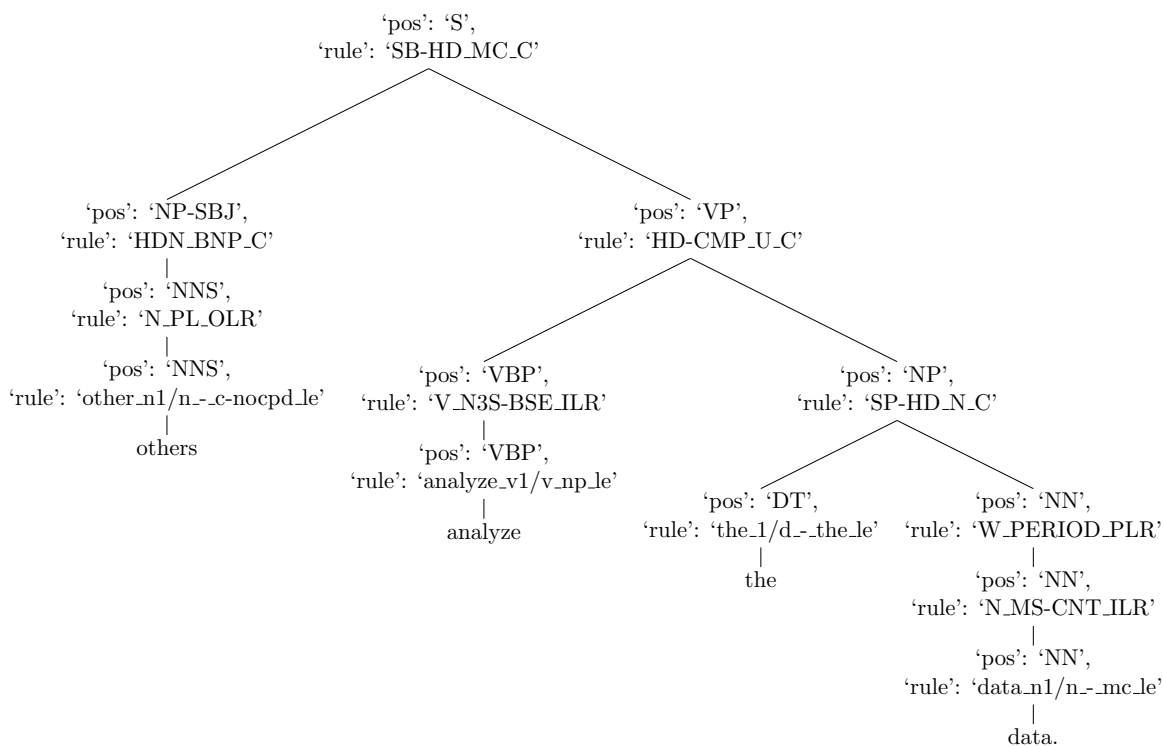 ‘pos’: ‘S’,
‘rule’: ‘SB-HD_MC_C’
‘pos’: ‘NP-SBJ’,
‘rule’: ‘HDN_BNP_C’
‘pos’: ‘VP’,
‘rule’: ‘HD-CMP_U_C’
‘pos’: ‘NNS’,
‘rule’: ‘N_PL_OLR’
‘pos’: ‘NNS’,
‘rule’: ‘other_n1/n_-_c-nocpd_le’
others
‘pos’: ‘VBP’,
‘rule’: ‘V_N3S-BSE_ILR’
‘pos’: ‘VBP’,
‘rule’: ‘analyze_v1/v_np_le’
analyze
‘pos’: ‘NP’,
‘rule’: ‘SP-HD_N_C’
‘pos’: ‘DT’,
‘rule’: ‘the_1/d_-_the_le’
the
‘pos’: ‘NN’,
‘rule’: ‘W_PERIOD_PLR’
‘pos’: ‘NN’,
‘rule’: ‘N_MS-CNT_ILR’
‘pos’: ‘NN’,
‘rule’: ‘data_n1/n_-_mc_le’
data.